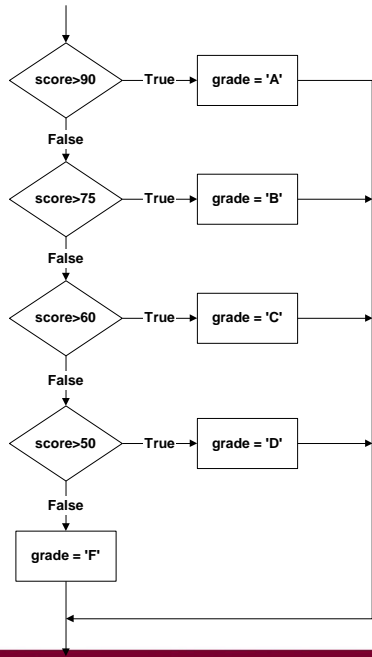 score>90
True
grade = 'A'
False
score>75
True
grade = 'B'
False
score>60
True
grade = 'C'
False
score>50
True
grade = 'D'
False
grade = 'F'